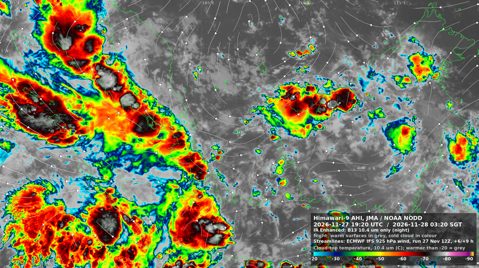 Himawari-9 AHI, JMA / NOAA NODD
2026-11-27 19:20 UTC / 2026-11-28 03:20 SGT
IR Enhanced: B13 10.4 um only (night)
Night: warm surfaces in grey, cold cloud in colour
Streamlines: ECMWF IFS 925 hPa wind, run 27 Nov 12Z, +6/+9 h
Cloud-top temperature, 10.4 um (C); warmer than -20 = grey
-20 -30 -40 -50 -60 -70 -80 -90